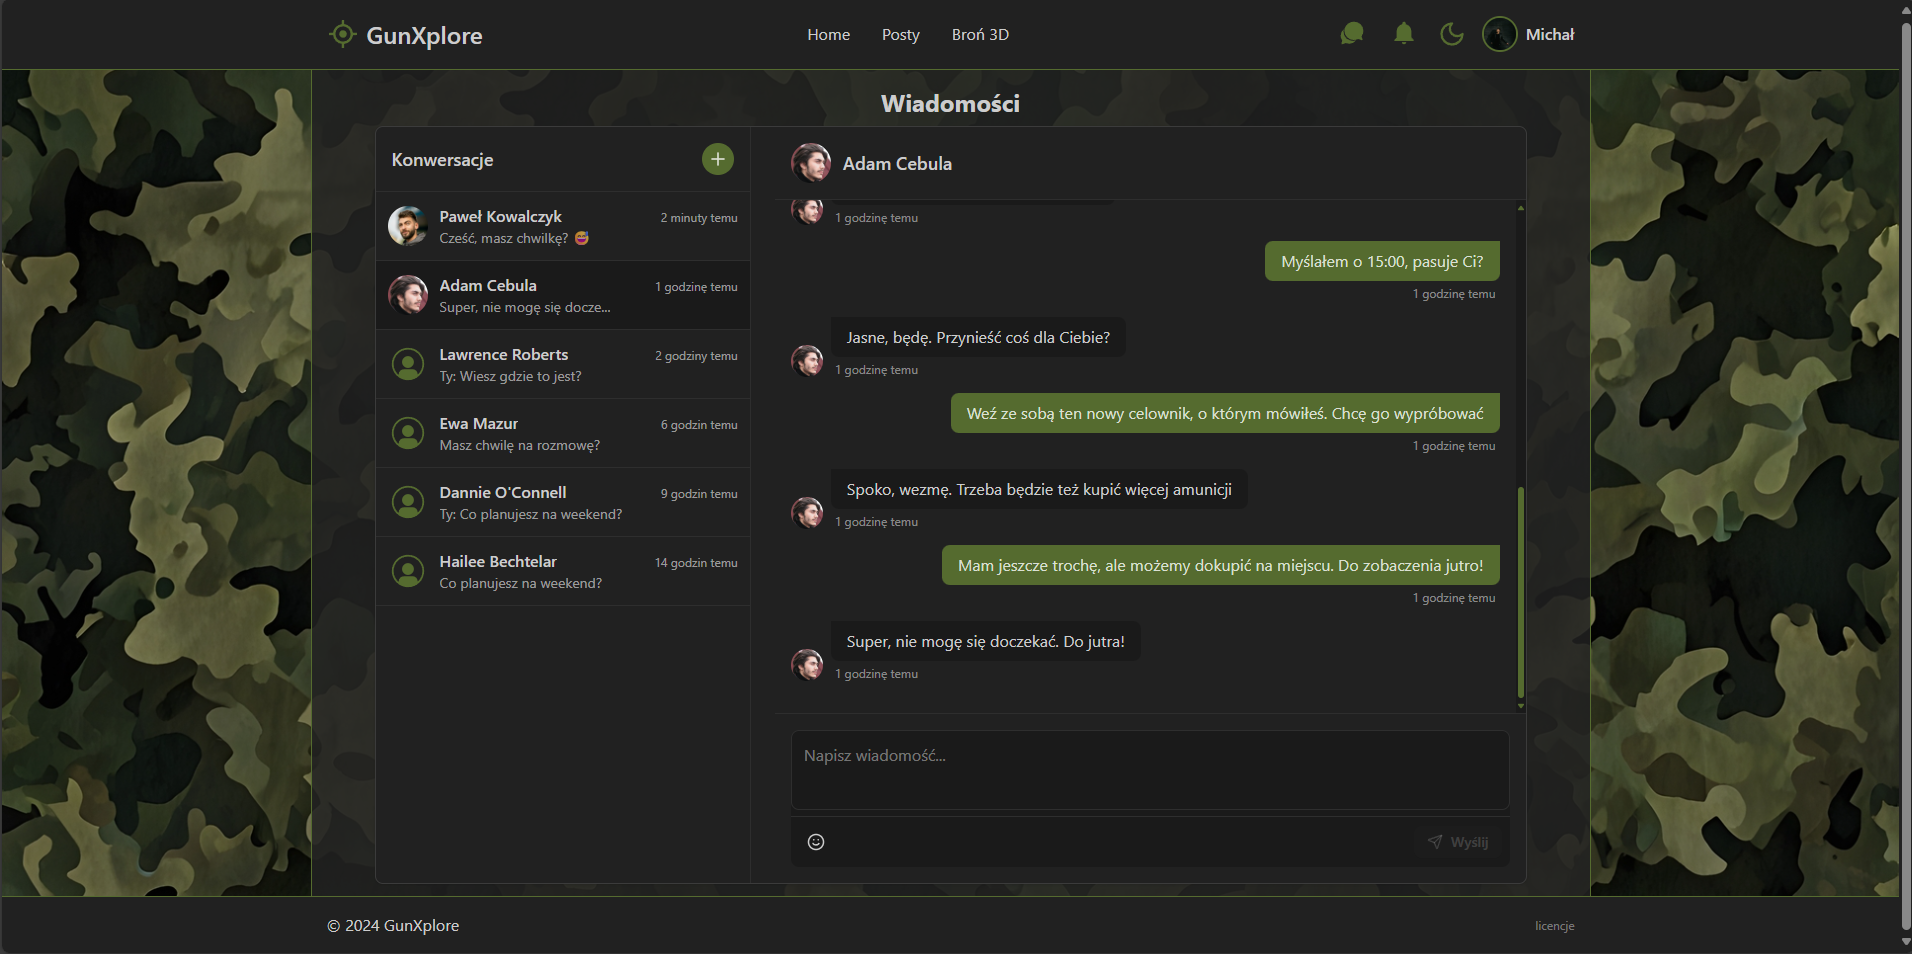 GunXplore
Home
Posty
Broń 3D
Michał
Wiadomości
Konwersacje
Paweł Kowalczyk
2 minuty temu
Cześć, masz chwilkę? 😅
Adam Cebula
1 godzinę temu
Super, nie mogę się docze...
Lawrence Roberts
2 godziny temu
Ty: Wiesz gdzie to jest?
Ewa Mazur
6 godzin temu
Masz chwilę na rozmowę?
Dannie O'Connell
9 godzin temu
Ty: Co planujesz na weekend?
Hailee Bechtelar
14 godzin temu
Co planujesz na weekend?
Adam Cebula
1 godzinę temu
Myślałem o 15:00, pasuje Ci?
1 godzinę temu
Jasne, będę. Przynieść coś dla Ciebie?
1 godzinę temu
Weź ze sobą ten nowy celownik, o którym mówiłeś. Chcę go wypróbować
1 godzinę temu
Spoko, wezmę. Trzeba będzie też kupić więcej amunicji
1 godzinę temu
Mam jeszcze trochę, ale możemy dokupić na miejscu. Do zobaczenia jutro!
1 godzinę temu
Super, nie mogę się doczekać. Do jutra!
1 godzinę temu
Napisz wiadomość...
Wyślij
© 2024 GunXplore
licencje